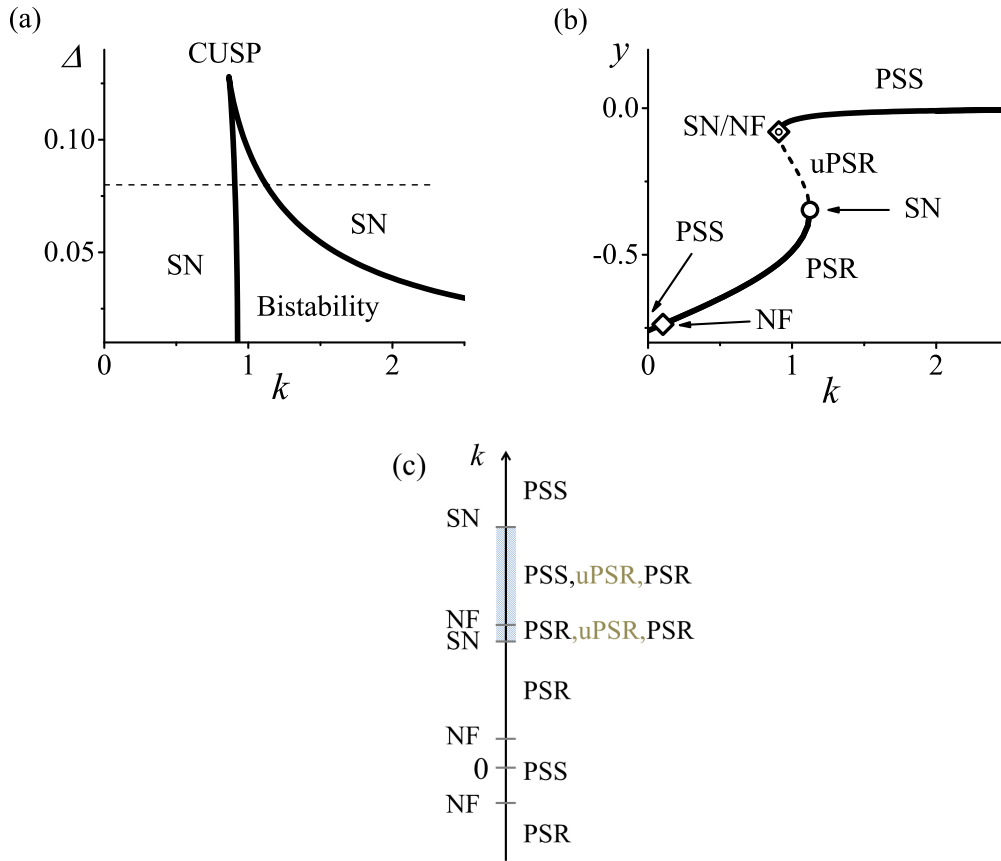 (a)
Δ
CUSP
0.10
0.05
SN
SN
Bistability
0
1
2
k
(b)
y
PSS
0.0
SN/NF
uPSR
SN
PSS
-0.5
PSR
NF
0
1
2
k
(c)
k
PSS
SN
PSS,uPSR,PSR
NF
PSR,uPSR,PSR
SN
PSR
NF
0
PSS
NF
PSR